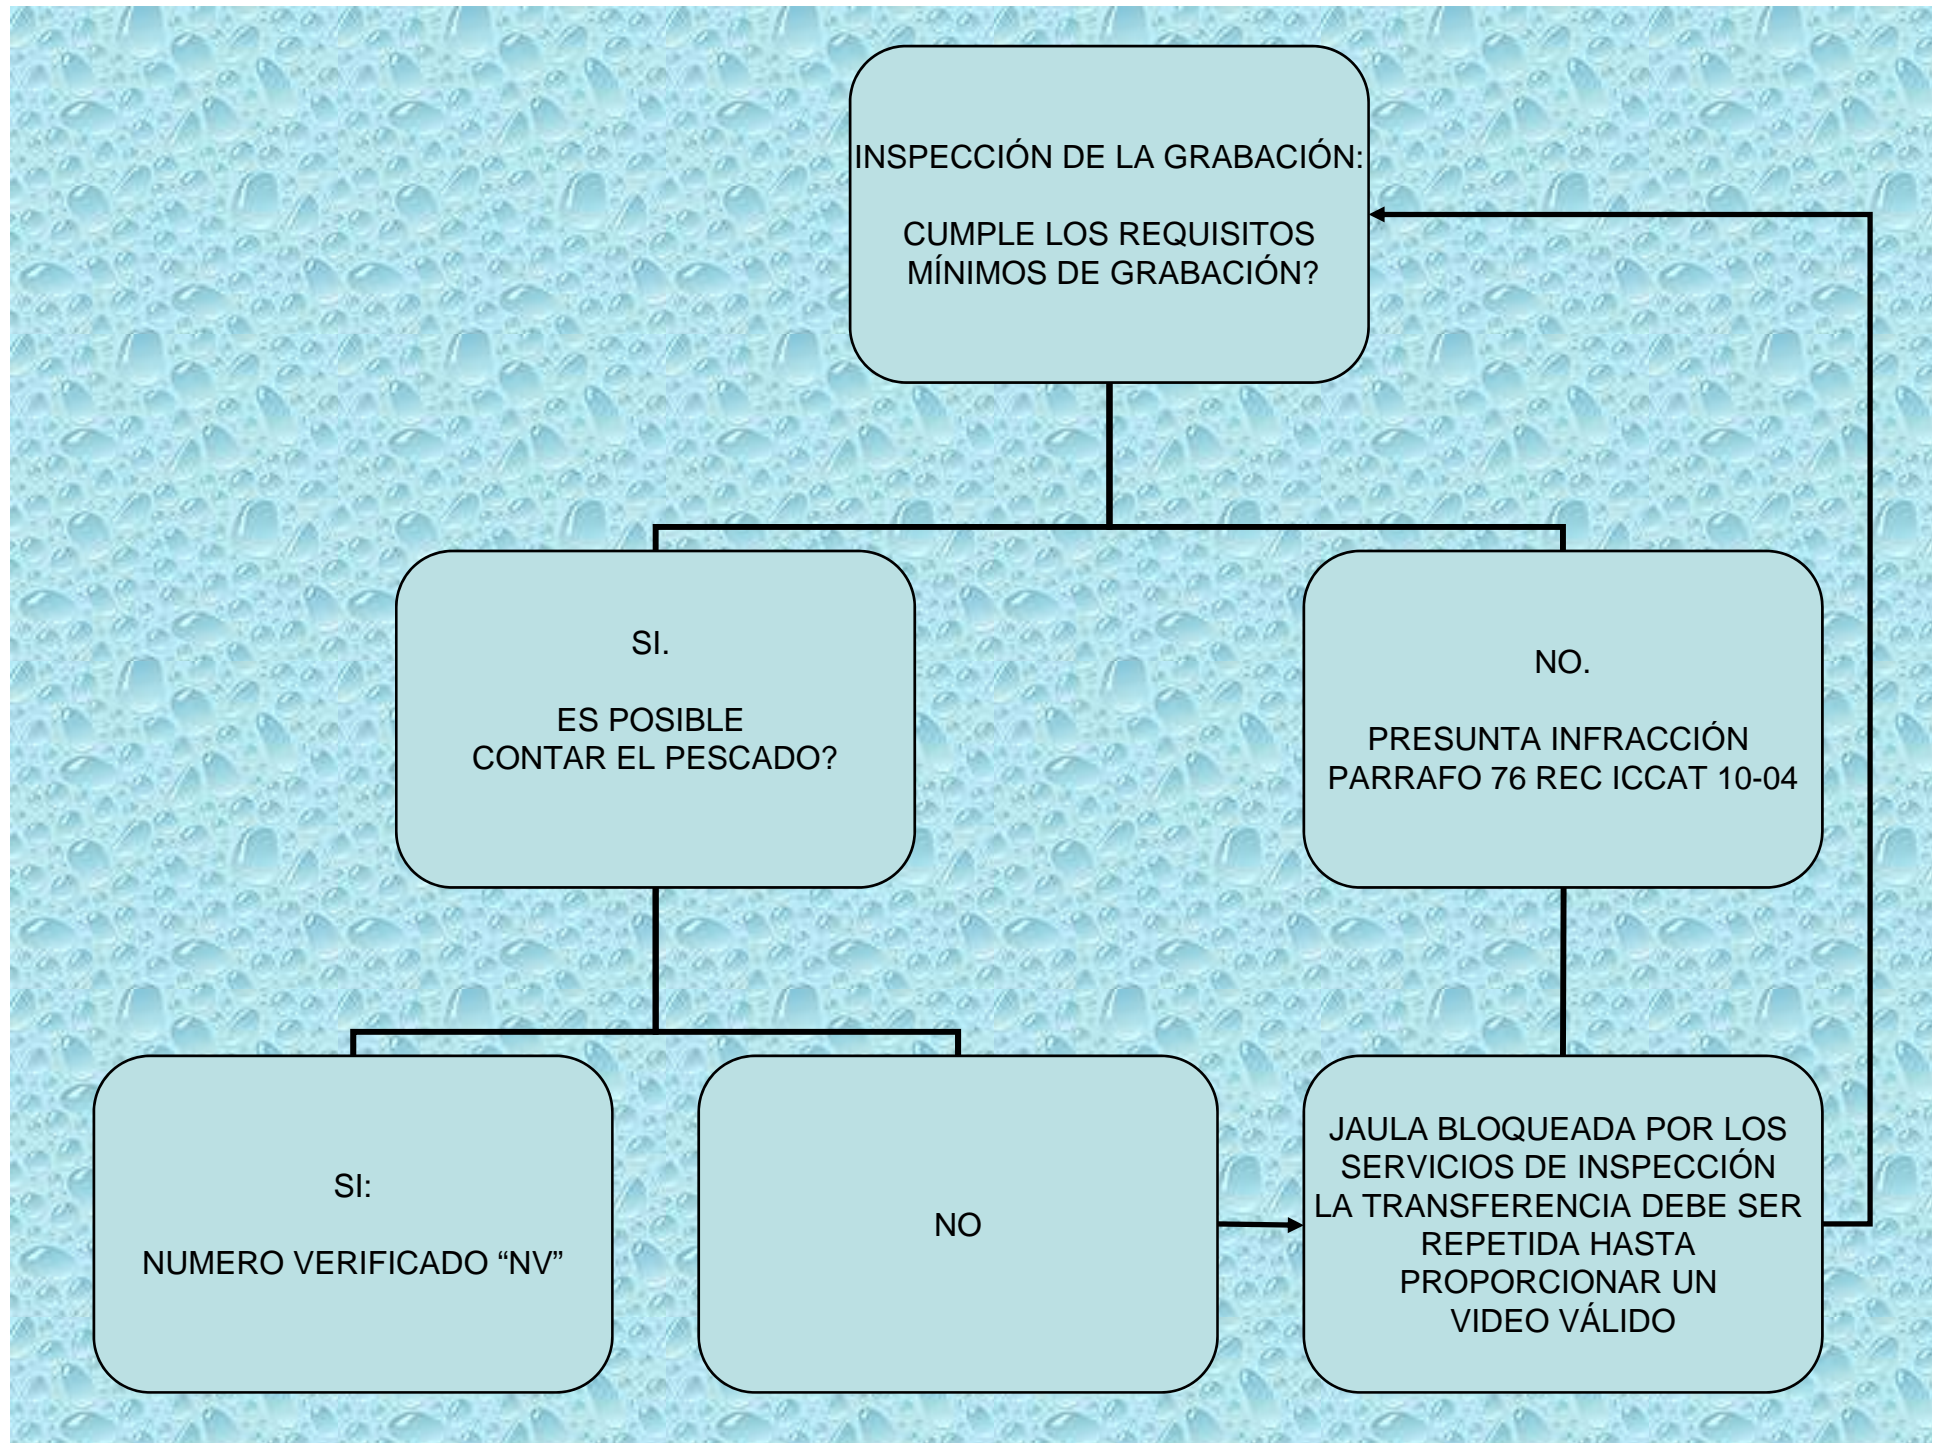 INSPECCIÓN DE LA GRABACIÓN:
CUMPLE LOS REQUISITOS
MÍNIMOS DE GRABACIÓN?
SI.
ES POSIBLE
CONTAR EL PESCADO?
NO.
PRESUNTA INFRACCIÓN
PARRAFO 76 REC ICCAT 10-04
SI:
NUMERO VERIFICADO “NV”
NO
JAULA BLOQUEADA POR LOS
SERVICIOS DE INSPECCIÓN
LA TRANSFERENCIA DEBE SER
REPETIDA HASTA
PROPORCIONAR UN
VIDEO VÁLIDO